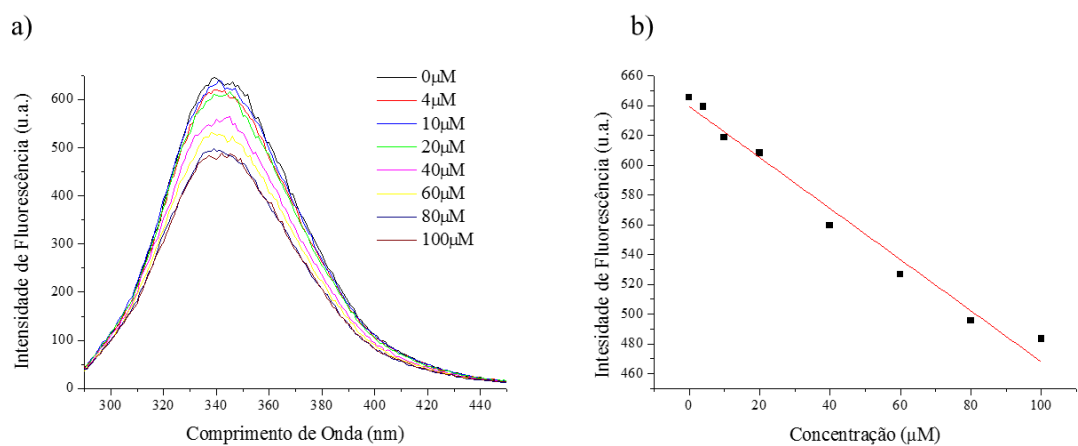 a)
Intensidade de Fluorescência (u.a.)
600
500
400
300
200
100
0
300
320
340
360
380
400
420
440
Comprimento de Onda (nm)
0µM
4µM
10µM
20µM
40µM
60µM
80µM
100µM
b)
Intesidade de Fluorescência (u.a.)
660
640
620
600
580
560
540
520
500
480
460
0
20
40
60
80
100
Concentração (µM)